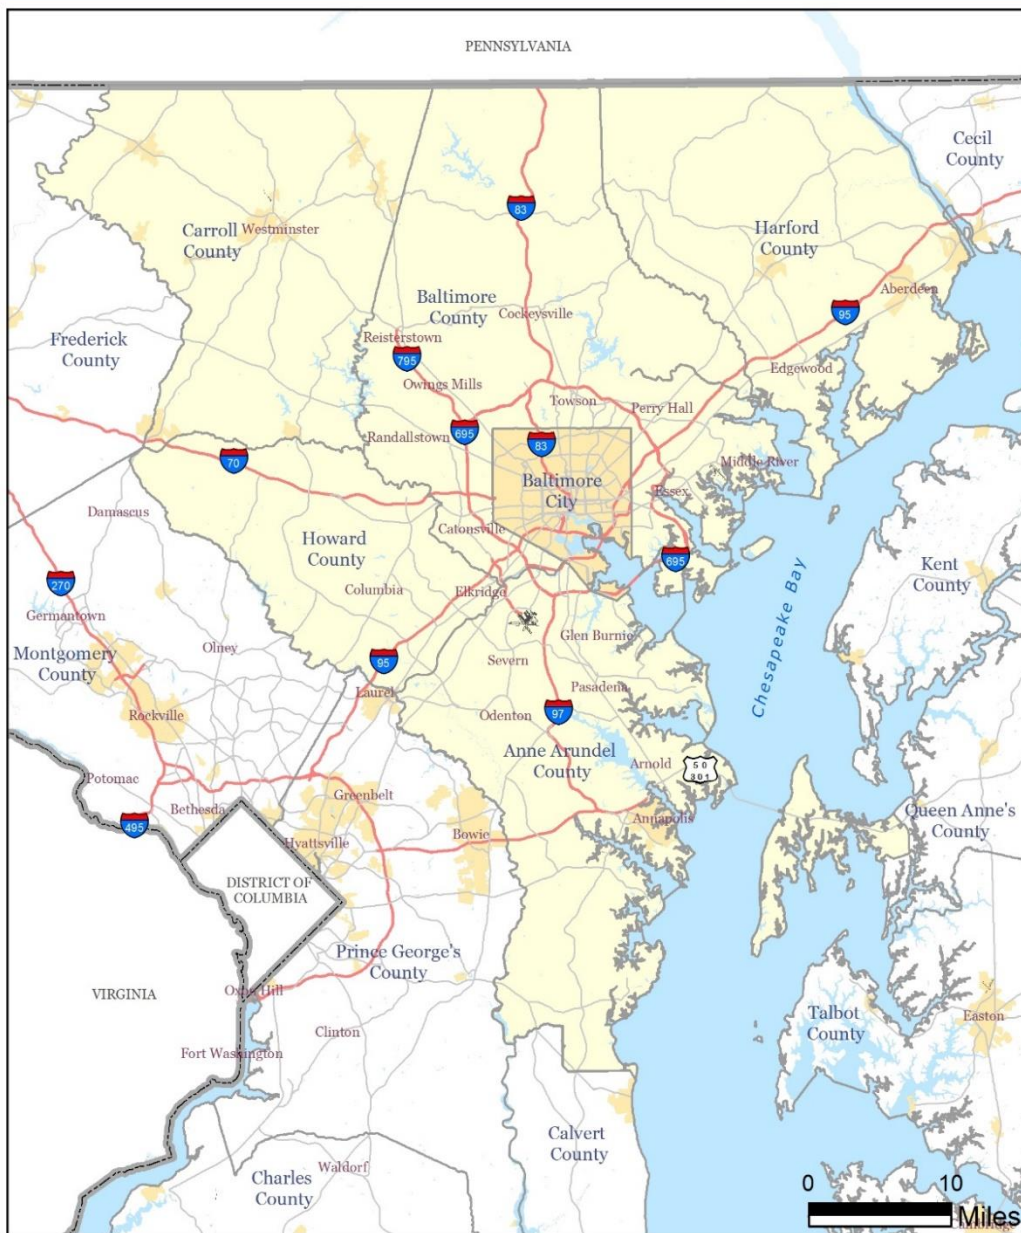 PENNSYLVANIA
Cecil
County
83
Carroll
County
Westminster
Harford
County
Baltimore
County
Cockeysville
Aberdeen
95
Frederick
County
Reisterstown
795
Owings Mills
Edgewood
Towson
Perry Hall
Randallstown
695
83
70
Middle River
Baltimore
City
Essex
Damascus
Catonsville
Howard
County
695
Kent
County
270
Columbia
Elkridge
Germantown
Chesapeake Bay
Glen Burnie
Olney
Montgomery
County
95
Severn
Laurel
Pasadena
Rockville
Odenton
97
Anne Arundel
County
Arnold
50
301
Potomac
Greenbelt
Bethesda
495
Bowie
Annapolis
Queen Anne's
County
Hyattsville
DISTRICT OF
COLUMBIA
Prince George's
County
VIRGINIA
Oxon Hill
Talbot
County
Easton
Clinton
Fort Washington
Calvert
County
Waldorf
Charles
County
0 10
Miles
Cambridge